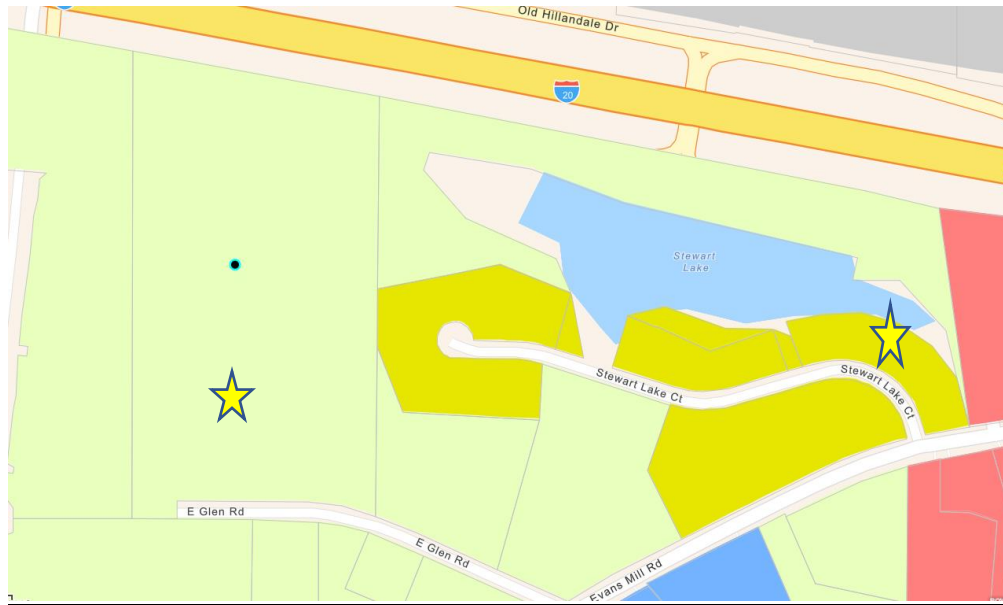 Old Hillandale Dr
20
Stewart
Lake
Stewart Lake Ct
Stewart Lake Ct
E Glen Rd
E Glen Rd
Evans Mill Rd